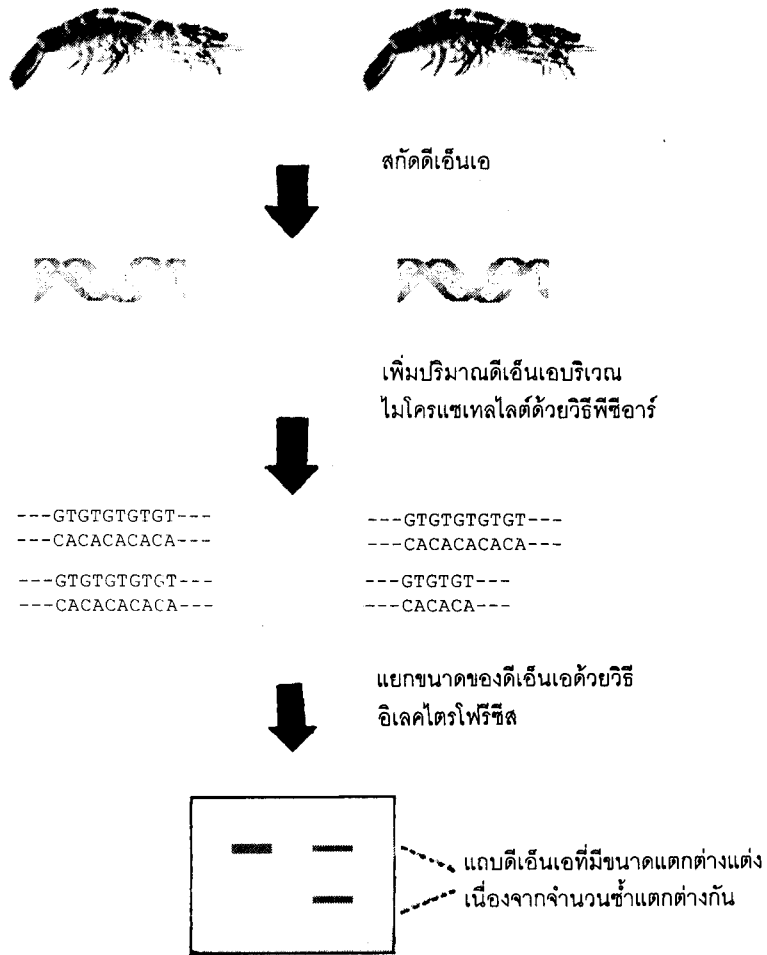 สกัดดีเอ็นเอ
เพิ่มปริมาณดีเอ็นเอบริเวณ
ไมโครแซเทลไลต์ด้วยวิธีพีซีอาร์
---GTGTGTGTGT---
---CACACACACA---
---GTGTGTGTGT---
---CACACACACA---
---GTGTGTGTGT---
---CACACACACA---
---GTGTGT---
---CACACA---
แยกขนาดของดีเอ็นเอด้วยวิธี
อิเลคไตรโฟรีซีส
แถบดีเอ็นเอที่มีขนาดแตกต่างแต่ง
เนื่องจากจำนวนซ้ำแตกต่างกัน